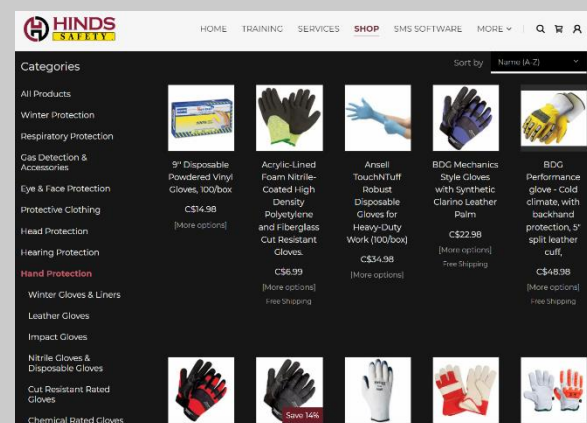 HINDS
SAFETY
HOME TRAINING SERVICES SHOP SMS SOFTWARE MORE
Categories
Sort by Name (A-Z)
All Products
Winter Protection
Respiratory Protection
Gas Detection &
Accessories
Eye & Face Protection
Protective Clothing
Head Protection
Hearing Protection
Hand Protection
Winter Gloves & Liners
Leather Gloves
Impact Gloves
Nitrile Gloves &
Disposable Gloves
Cut Resistant Rated
Gloves
Chemical Rated Gloves
9" Disposable
Powdered Vinyl
Gloves, 100/box
C$14.98
[More options]
Acrylic-Lined
Foam Nitrile-
Coated High
Density
Polyetylene
and Fiberglass
Cut Resistant
Gloves.
C$6.99
[More options]
Free Shipping
Ansell
TouchNTuff
Robust
Disposable
Gloves for
Heavy-Duty
Work (100/box)
C$34.98
[More options]
BDG Mechanics
Style Gloves
with Synthetic
Clarino Leather
Palm
C$22.98
[More options]
Free Shipping
BDG
Performance
glove - Cold
climate, with
backhand
protection, 5"
split leather
cuff,
C$48.98
[More options]
Free Shipping
Save 14%